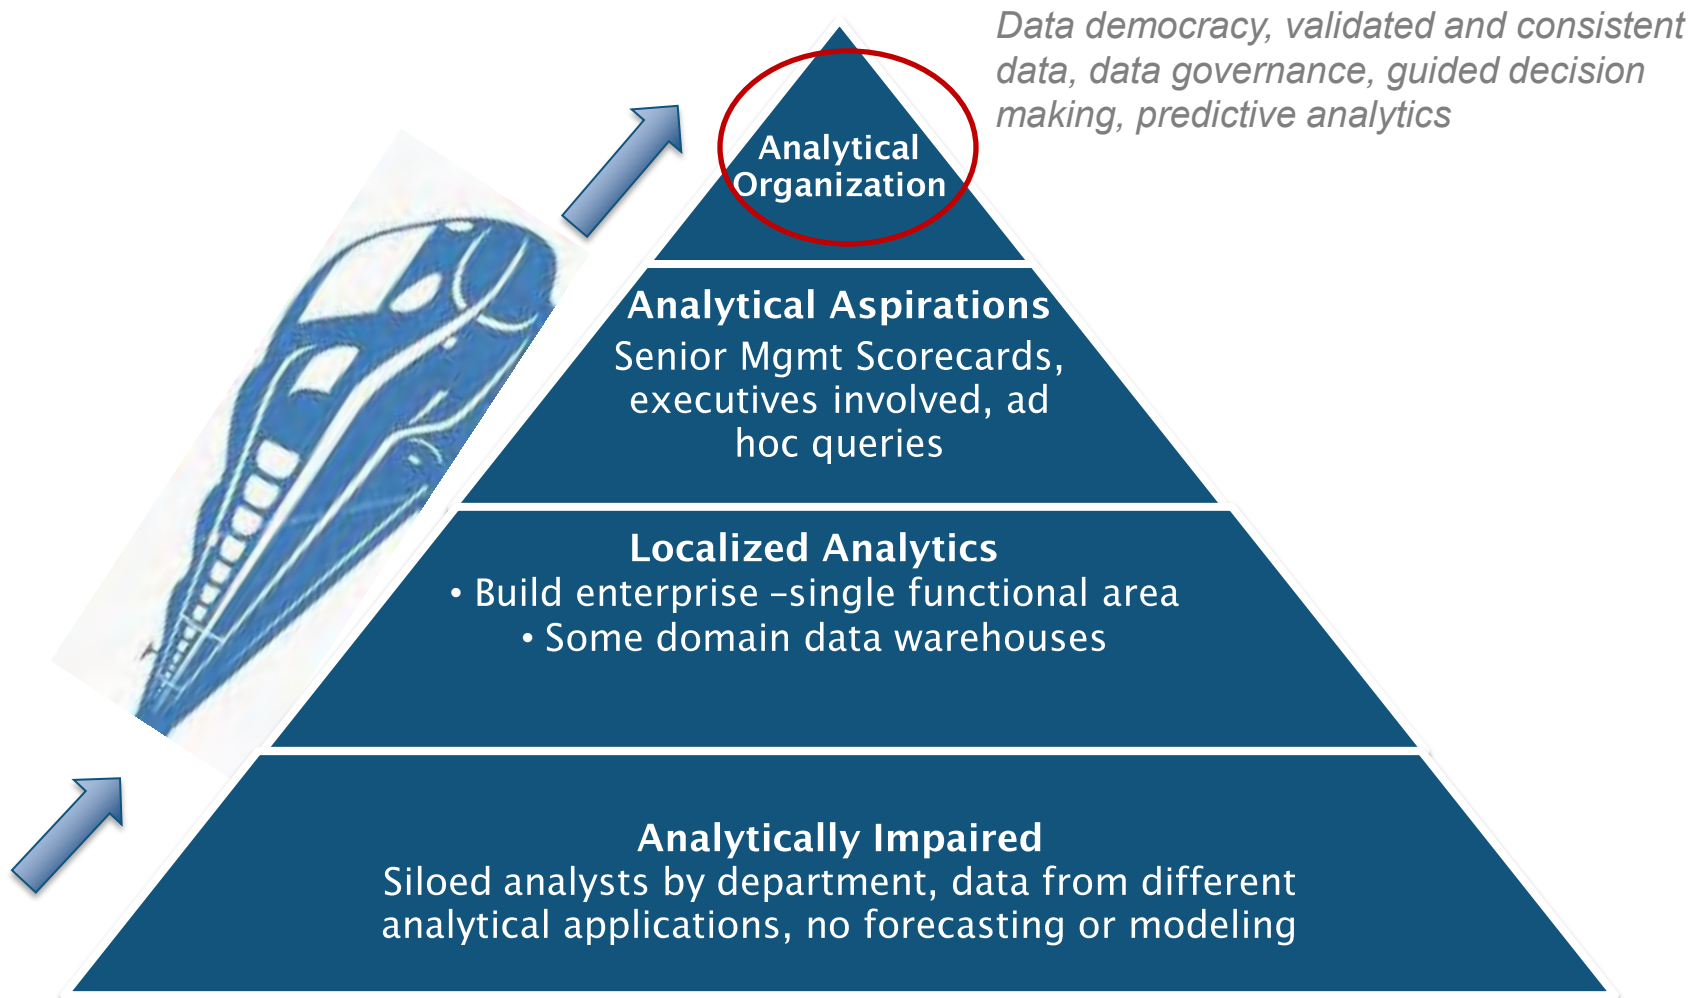 Data democracy, validated and consistent
data, data governance, guided decision
making, predictive analytics
Analytical
Organization
Analytical Aspirations
Senior Mgmt Scorecards,
executives involved, ad
hoc queries
Localized Analytics
• Build enterprise –single functional area
• Some domain data warehouses
Analytically Impaired
Siloed analysts by department, data from different
analytical applications, no forecasting or modeling